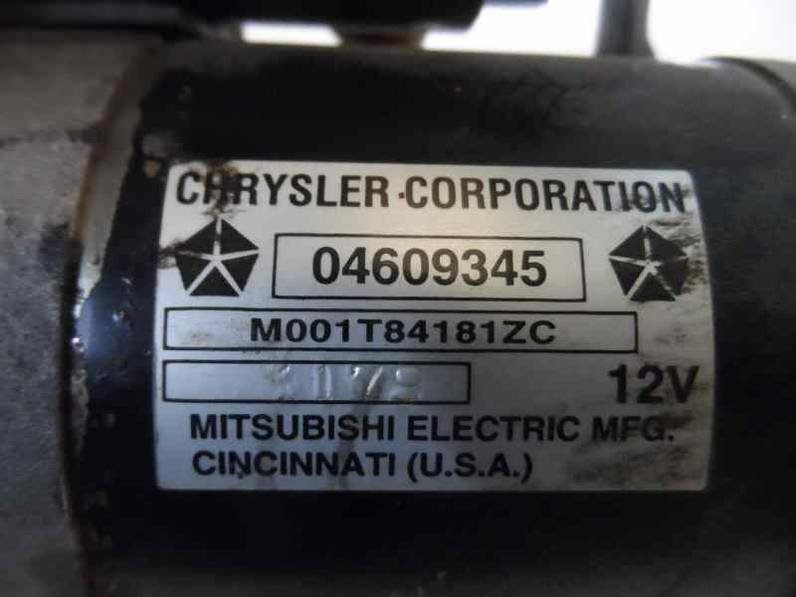 CHRYSLER CORPORATION
04609345
M001T84181ZC
12V
MITSUBISHI ELECTRIC MFG.
CINCINNATI (U.S.A.)